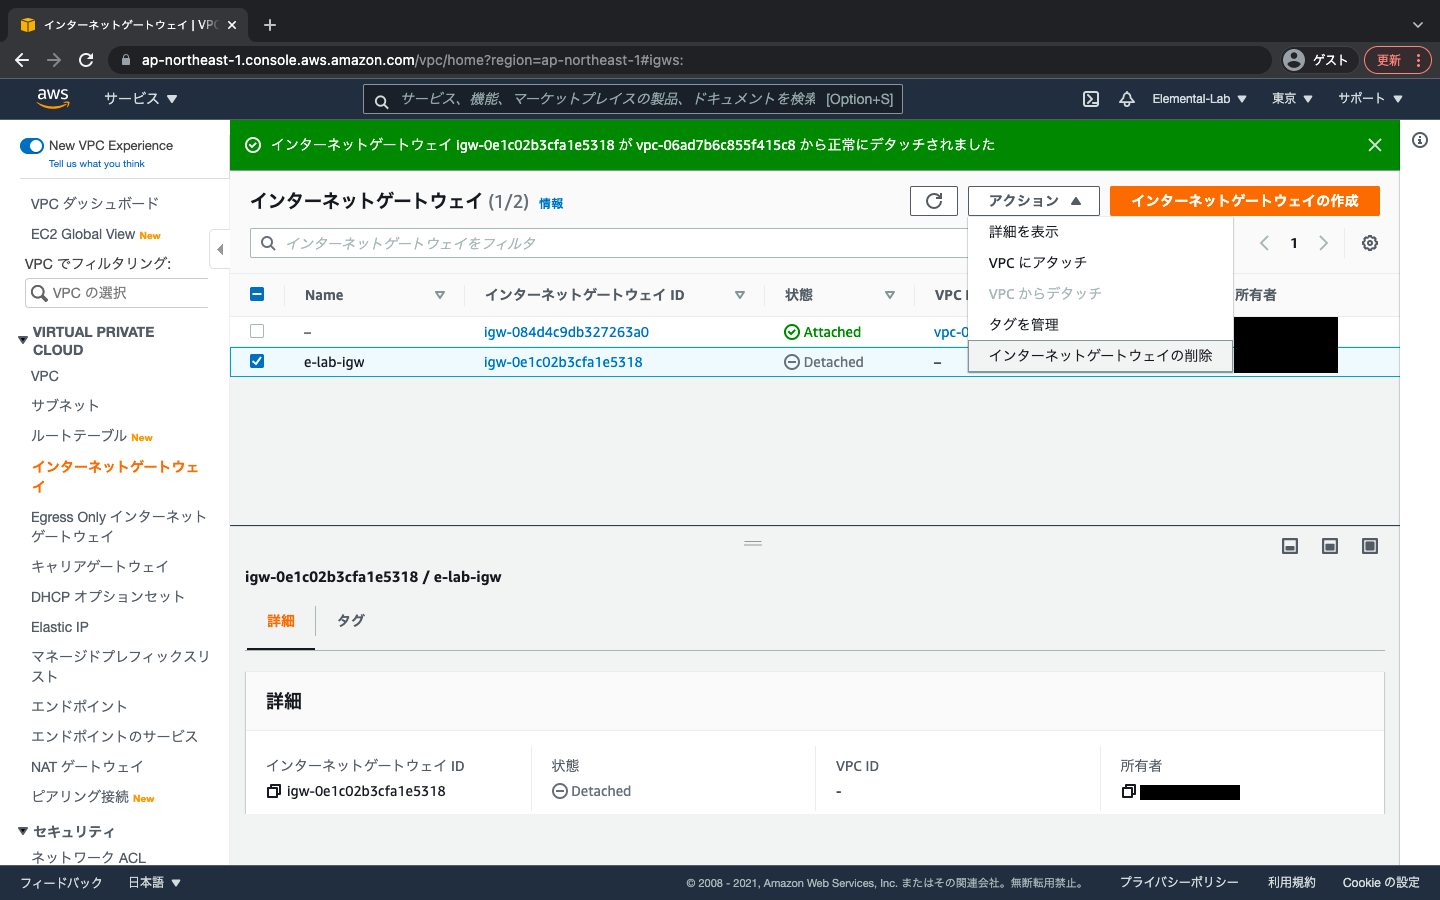 インターネットゲートウェイ | VPC
ap-northeast-1.console.aws.amazon.com/vpc/home?region=ap-northeast-1#igws:
ゲスト
更新
aws
サービス
サービス、機能、マーケットプレイスの製品、ドキュメントを検索 [Option+S]
Elemental-Lab
東京
サポート
New VPC Experience
Tell us what you think
VPC ダッシュボード
EC2 Global View New
VPC でフィルタリング:
VPC の選択
VIRTUAL PRIVATE
CLOUD
VPC
サブネット
ルートテーブル New
インターネットゲートウェ
イ
Egress Only インターネット
ゲートウェイ
キャリアゲートウェイ
DHCP オプションセット
Elastic IP
マネージドプレフィックスリ
スト
エンドポイント
エンドポイントのサービス
NAT ゲートウェイ
ピアリング接続 New
セキュリティ
ネットワーク ACL
インターネットゲートウェイ igw-0e1c02b3cfa1e5318 が vpc-06ad7b6c855f415c8 から正常にデタッチされました
インターネットゲートウェイ (1/2) 情報
アクション
インターネットゲートウェイの作成
インターネットゲートウェイをフィルタ
1
詳細を表示
VPC にアタッチ
VPC からデタッチ
タグを管理
インターネットゲートウェイの削除
Name インターネットゲートウェイ ID 状態 VPC 所有者
– igw-084d4c9db327263a0 Attached vpc-0
e-lab-igw igw-0e1c02b3cfa1e5318 Detached –
igw-0e1c02b3cfa1e5318 / e-lab-igw
詳細 タグ
詳細
インターネットゲートウェイ ID 状態 VPC ID 所有者
igw-0e1c02b3cfa1e5318 Detached -
フィードバック 日本語 © 2008 - 2021, Amazon Web Services, Inc. またはその関連会社。無断転用禁止。 プライバシーポリシー 利用規約 Cookie の設定